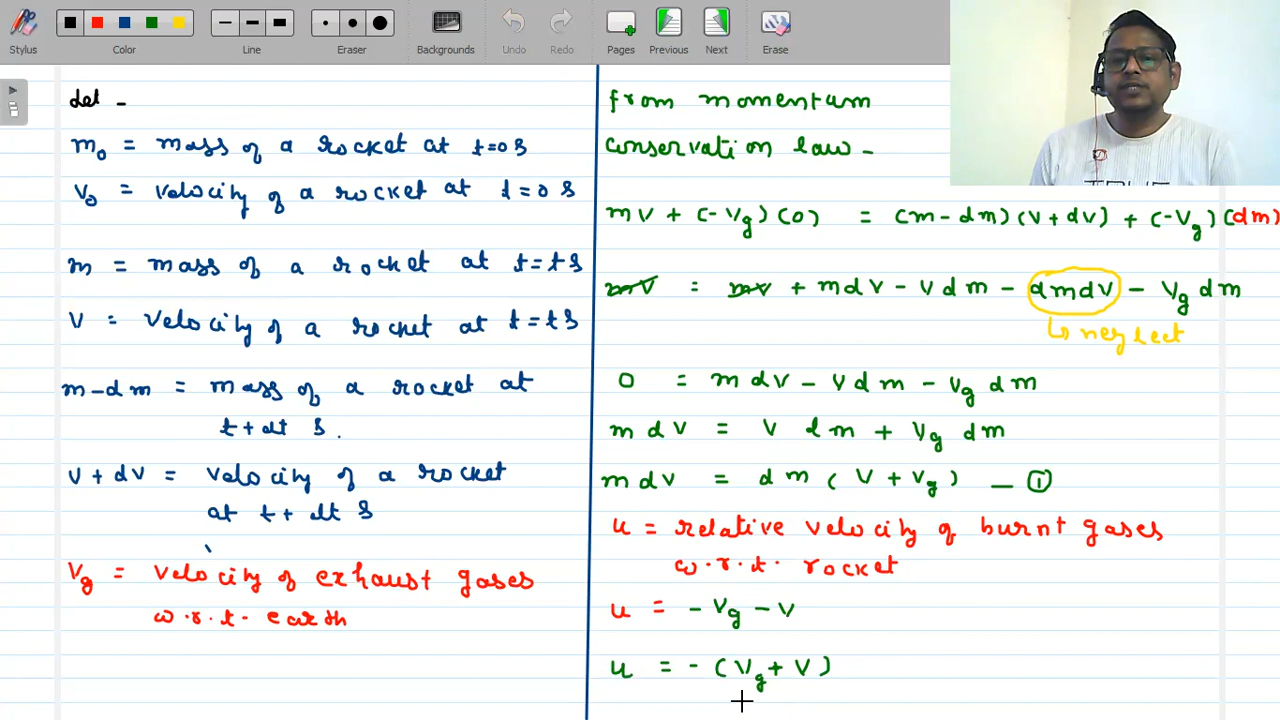 Stylus Color Line Eraser Backgrounds Undo Redo Pages Previous Next Erase
let -
m₀ = mass of a rocket at t=0 s
v₀ = velocity of a rocket at t=0 s
m = mass of a rocket at t=t s
v = velocity of a rocket at t=t s
m-dm = mass of a rocket at
t+dt s.
v+dv = velocity of a rocket
at t+dt s
Vg = velocity of exhaust gases
w.r.t. earth
from momentum
conservation law -
mv + (-Vg)(0) = (m-dm)(v+dv) + (-Vg)(dm)
mv = mv + mdv - vdm - dmdv - Vg dm
↳ neglect
0 = mdv - vdm - Vg dm
mdv = v dm + Vg dm
mdv = dm (v + Vg) — ①
u = relative velocity of burnt gases
w.r.t. rocket
u = -Vg - v
u = -(Vg + v)